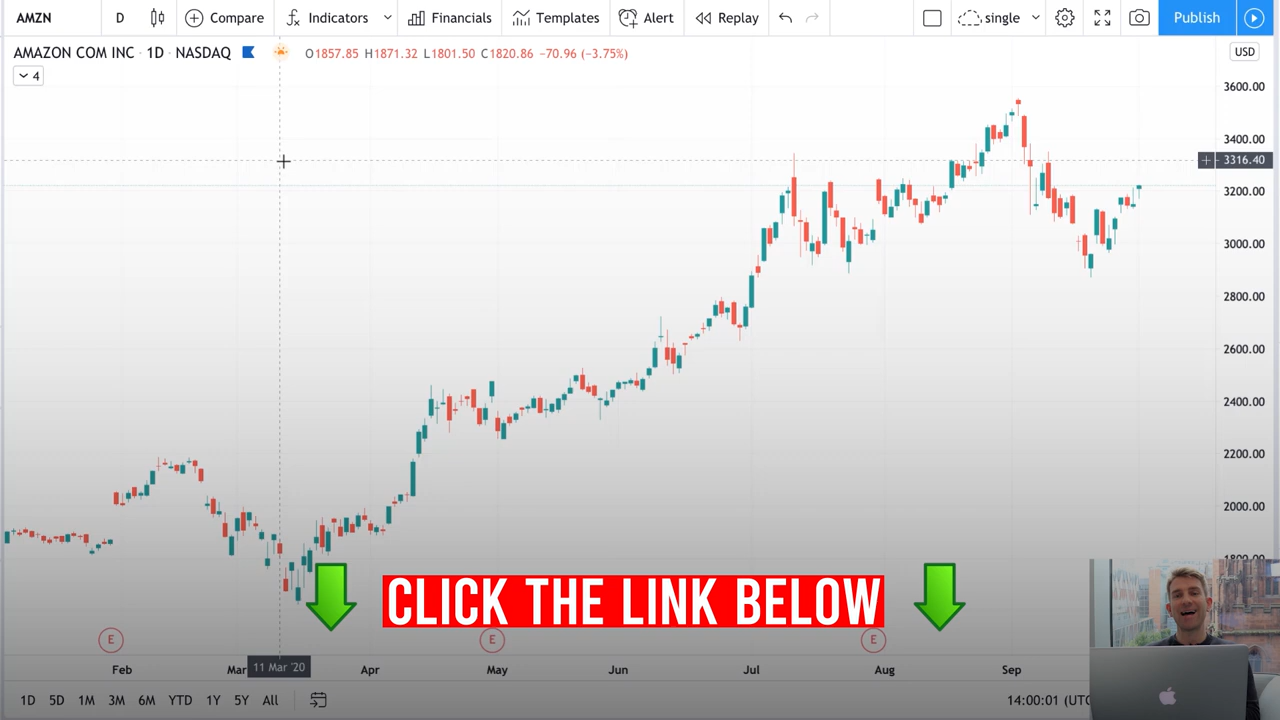 AMZN D Compare Indicators Financials Templates Alert Replay single Publish
AMAZON COM INC · 1D · NASDAQ O1857.85 H1871.32 L1801.50 C1820.86 −70.96 (−3.75%)
USD
4
3600.00
3400.00
3316.40
3200.00
3000.00
2800.00
2600.00
2400.00
2200.00
2000.00
1800.00
CLICK THE LINK BELOW
E E E
Feb Mar 11 Mar '20 Apr May Jun Jul Aug Sep
1D 5D 1M 3M 6M YTD 1Y 5Y All 14:00:01 (UTC